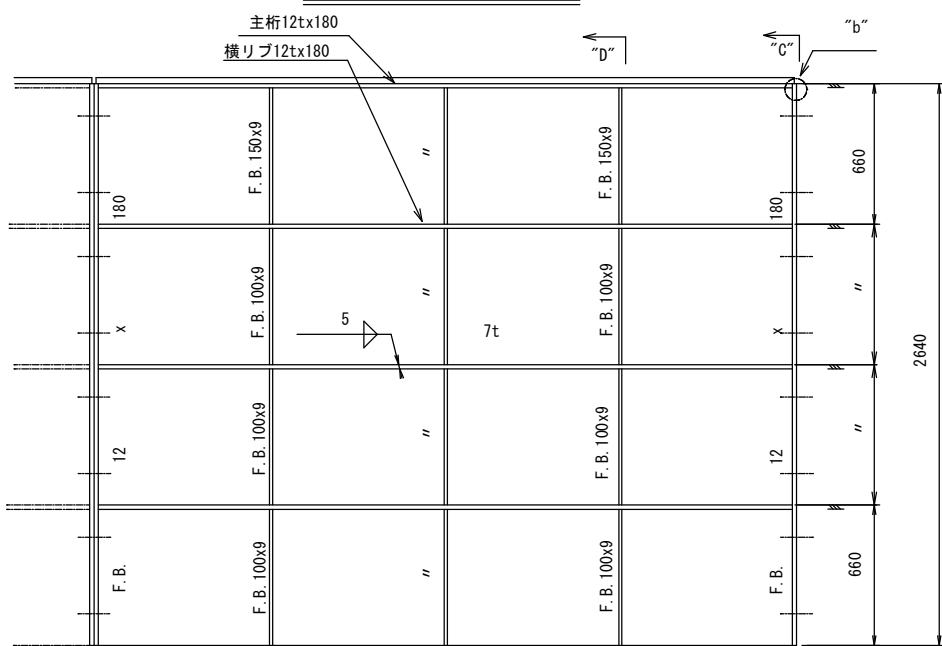 主桁12tx180
横リブ12tx180
"D"
"C"
"b"
F.B.150x9
〃
F.B.150x9
660
180
180
F.B.100x9
〃
F.B.100x9
〃
x
5
7t
x
2640
F.B.100x9
〃
F.B.100x9
〃
12
12
F.B.
F.B.100x9
〃
F.B.100x9
F.B.
660